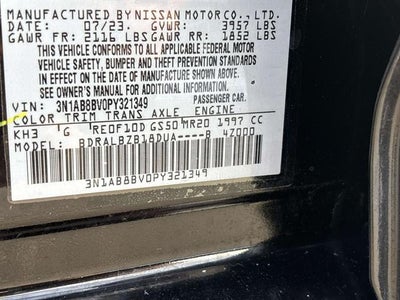 MANUFACTURED BY NISSAN MOTOR CO., LTD.
DATE: 07/23. GVWR: 3957 LBS
GAWR FR: 2116 LBS GAWR RR: 1852 LBS
THIS VEHICLE CONFORMS TO ALL APPLICABLE FEDERAL MOTOR
VEHICLE SAFETY, BUMPER AND THEFT PREVENTION STANDARDS
IN EFFECT ON THE DATE OF MANUFACTURE SHOWN ABOVE.
SEE OWNER'S MANUAL FOR ADDITIONAL INFORMATION
VIN: 3N1AB8BV0PY321349 PASSENGER CAR.
COLOR TRIM TRANS AXLE ENGINE
KH3 G RE0F10D GS50 MR20 1997 CC
MODEL: BDRALBZB18DUA----B 4Z000
3N1AB8BV0PY321349